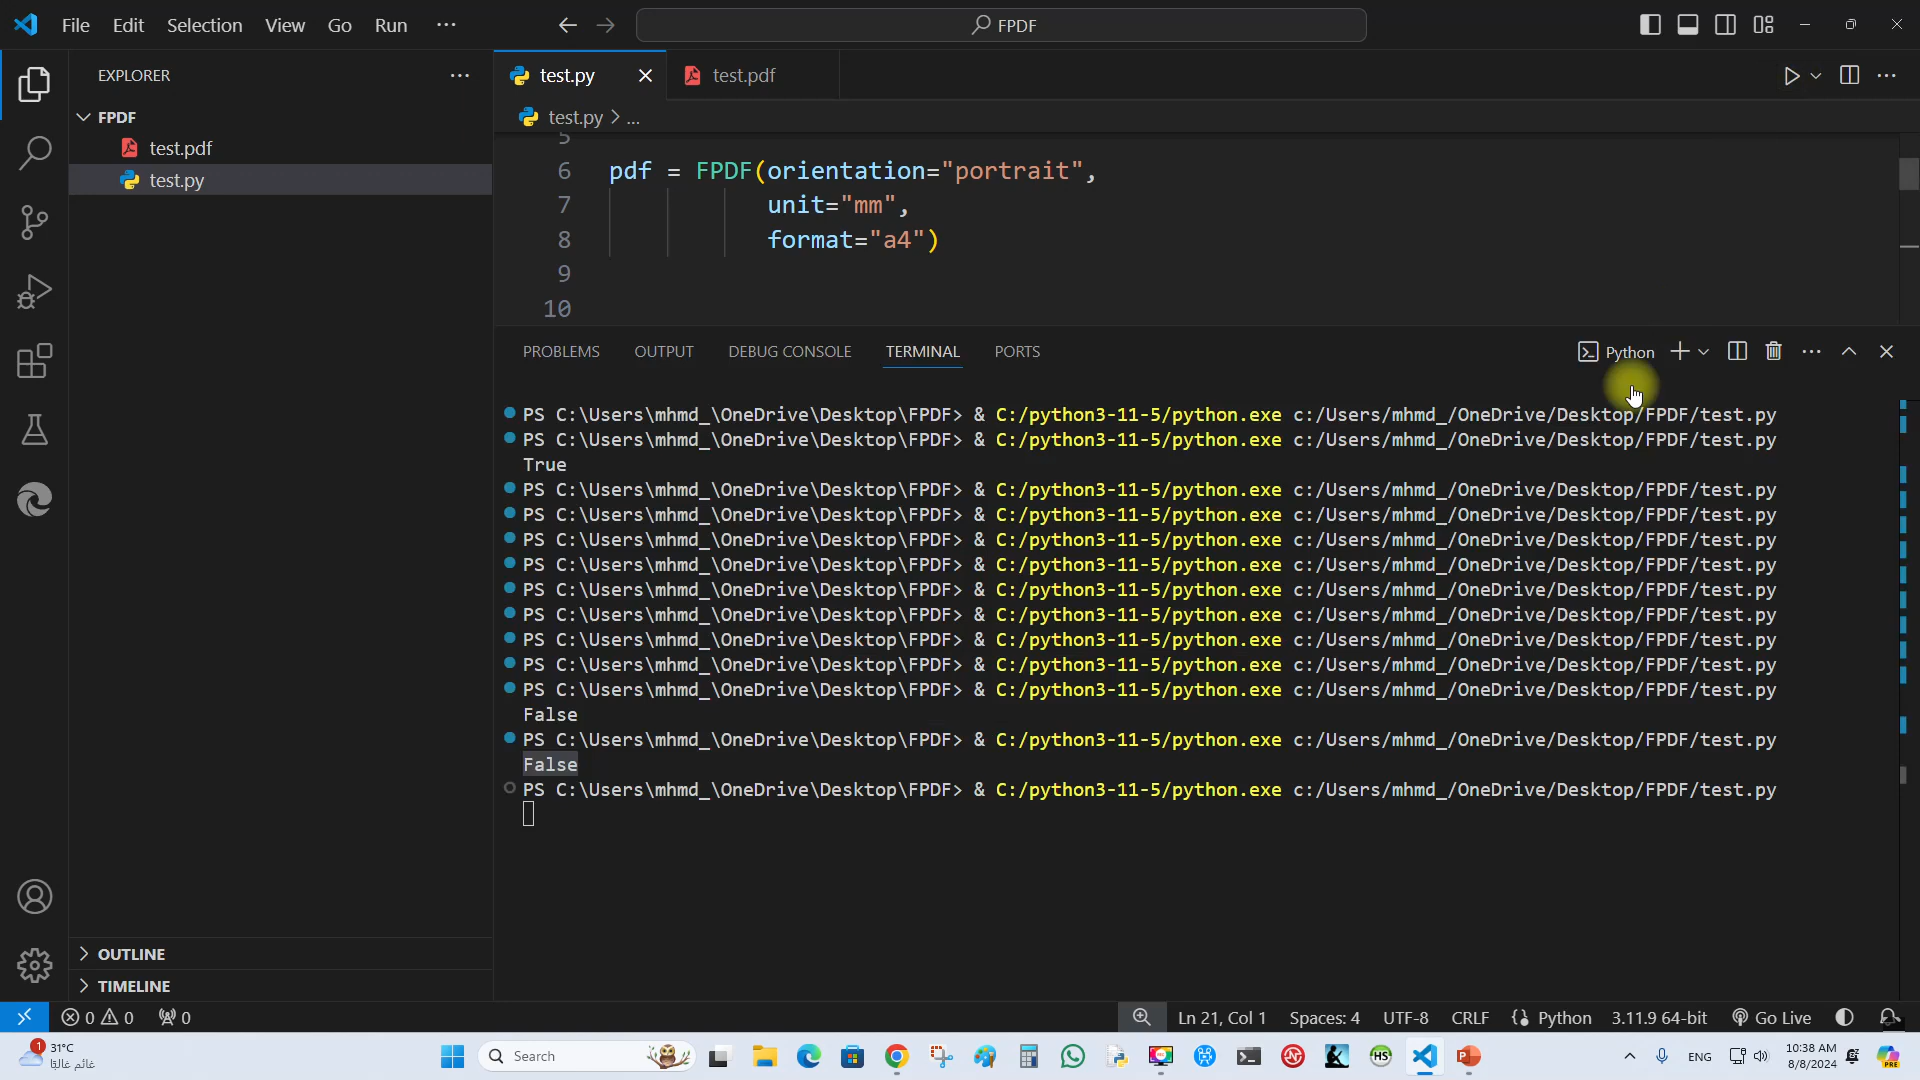 File Edit Selection View Go Run ··· FPDF
EXPLORER ···
FPDF
test.pdf
test.py
test.py test.pdf
test.py > ...
5
6 pdf = FPDF(orientation="portrait",
7 unit="mm",
8 format="a4")
9
10
PROBLEMS OUTPUT DEBUG CONSOLE TERMINAL PORTS Python
PS C:\Users\mhmd_\OneDrive\Desktop\FPDF> & C:/python3-11-5/python.exe c:/Users/mhmd_/OneDrive/Desktop/FPDF/test.py
PS C:\Users\mhmd_\OneDrive\Desktop\FPDF> & C:/python3-11-5/python.exe c:/Users/mhmd_/OneDrive/Desktop/FPDF/test.py
True
PS C:\Users\mhmd_\OneDrive\Desktop\FPDF> & C:/python3-11-5/python.exe c:/Users/mhmd_/OneDrive/Desktop/FPDF/test.py
PS C:\Users\mhmd_\OneDrive\Desktop\FPDF> & C:/python3-11-5/python.exe c:/Users/mhmd_/OneDrive/Desktop/FPDF/test.py
PS C:\Users\mhmd_\OneDrive\Desktop\FPDF> & C:/python3-11-5/python.exe c:/Users/mhmd_/OneDrive/Desktop/FPDF/test.py
PS C:\Users\mhmd_\OneDrive\Desktop\FPDF> & C:/python3-11-5/python.exe c:/Users/mhmd_/OneDrive/Desktop/FPDF/test.py
PS C:\Users\mhmd_\OneDrive\Desktop\FPDF> & C:/python3-11-5/python.exe c:/Users/mhmd_/OneDrive/Desktop/FPDF/test.py
PS C:\Users\mhmd_\OneDrive\Desktop\FPDF> & C:/python3-11-5/python.exe c:/Users/mhmd_/OneDrive/Desktop/FPDF/test.py
PS C:\Users\mhmd_\OneDrive\Desktop\FPDF> & C:/python3-11-5/python.exe c:/Users/mhmd_/OneDrive/Desktop/FPDF/test.py
PS C:\Users\mhmd_\OneDrive\Desktop\FPDF> & C:/python3-11-5/python.exe c:/Users/mhmd_/OneDrive/Desktop/FPDF/test.py
PS C:\Users\mhmd_\OneDrive\Desktop\FPDF> & C:/python3-11-5/python.exe c:/Users/mhmd_/OneDrive/Desktop/FPDF/test.py
False
PS C:\Users\mhmd_\OneDrive\Desktop\FPDF> & C:/python3-11-5/python.exe c:/Users/mhmd_/OneDrive/Desktop/FPDF/test.py
False
PS C:\Users\mhmd_\OneDrive\Desktop\FPDF> & C:/python3-11-5/python.exe c:/Users/mhmd_/OneDrive/Desktop/FPDF/test.py
OUTLINE
TIMELINE
0 0 0 Ln 21, Col 1 Spaces: 4 UTF-8 CRLF Python 3.11.9 64-bit Go Live
1 31°C
غائم غالبًا
Search
HS
ENG
10:38 AM
8/8/2024
PRE